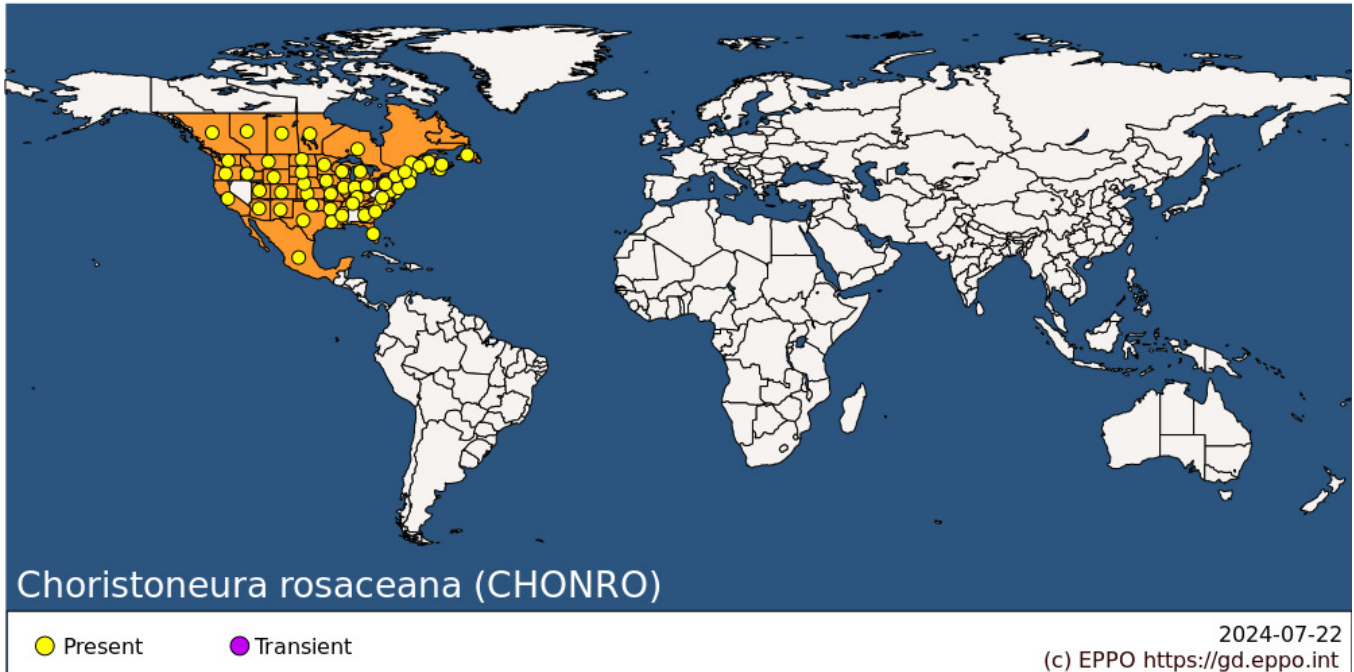 Choristoneura rosaceana (CHONRO)
Present
Transient
2024-07-22
(c) EPPO https://gd.eppo.int